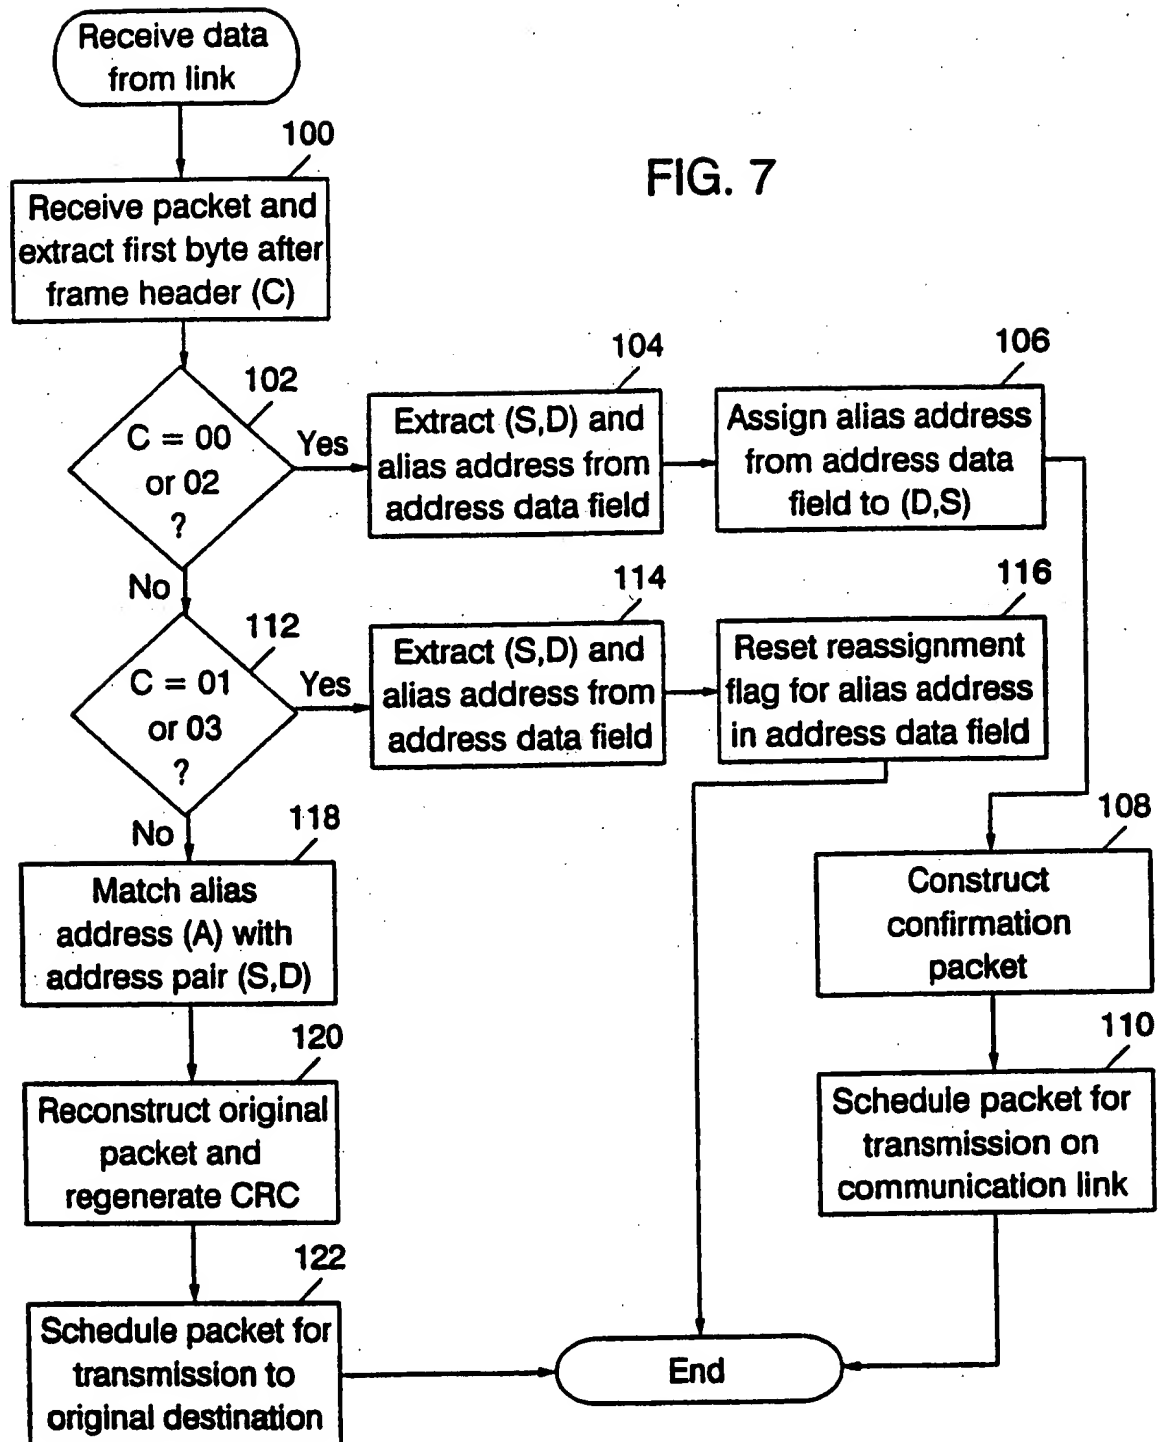 Receive data
from link
100
FIG. 7
Receive packet and
extract first byte after
frame header (C)
102
C = 00
or 02
?
Yes
104
Extract (S,D) and
alias address from
address data field
106
Assign alias address
from address data
field to (D,S)
No
112
C = 01
or 03
?
Yes
114
Extract (S,D) and
alias address from
address data field
116
Reset reassignment
flag for alias address
in address data field
No
118
Match alias
address (A) with
address pair (S,D)
108
Construct
confirmation
packet
120
Reconstruct original
packet and
regenerate CRC
110
Schedule packet for
transmission on
communication link
122
Schedule packet for
transmission to
original destination
End